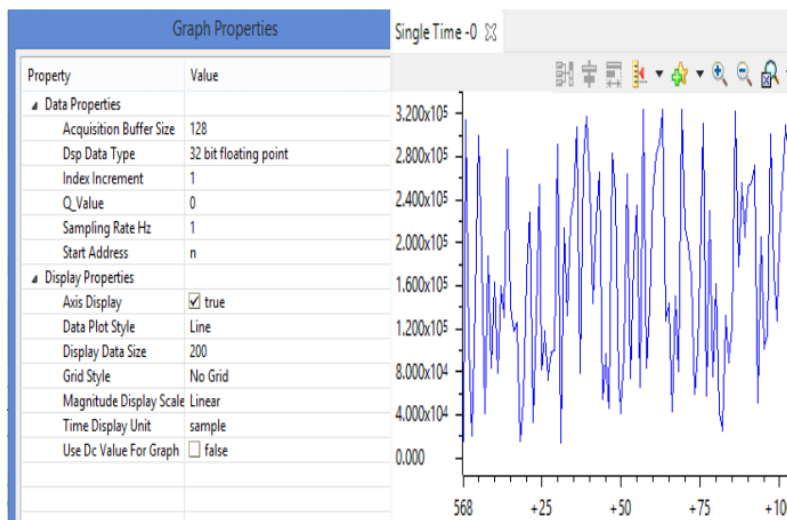 Graph Properties
Property Value
Data Properties
Acquisition Buffer Size 128
Dsp Data Type 32 bit floating point
Index Increment 1
Q_Value 0
Sampling Rate Hz 1
Start Address n
Display Properties
Axis Display true
Data Plot Style Line
Display Data Size 200
Grid Style No Grid
Magnitude Display Scale Linear
Time Display Unit sample
Use Dc Value For Graph false
Single Time -0
3.200x10⁵
2.800x10⁵
2.400x10⁵
2.000x10⁵
1.600x10⁵
1.200x10⁵
8.000x10⁴
4.000x10⁴
0.000
568 +25 +50 +75 +10